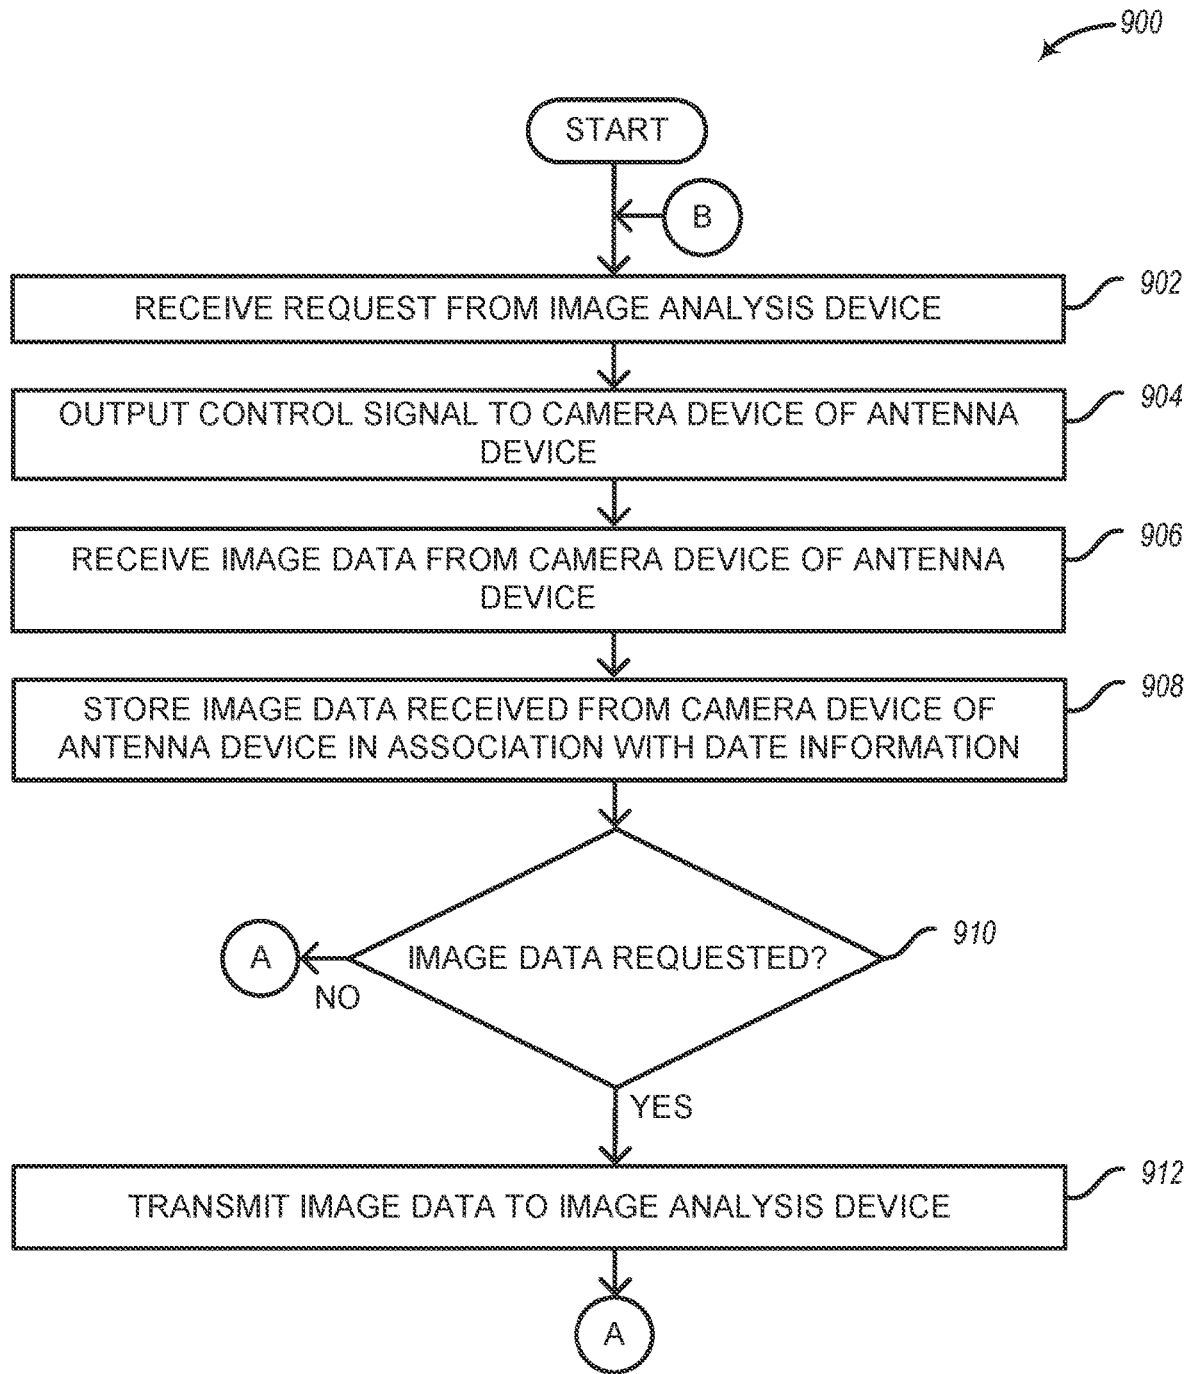 900
START
B
RECEIVE REQUEST FROM IMAGE ANALYSIS DEVICE
902
OUTPUT CONTROL SIGNAL TO CAMERA DEVICE OF ANTENNA
DEVICE
904
RECEIVE IMAGE DATA FROM CAMERA DEVICE OF ANTENNA
DEVICE
906
STORE IMAGE DATA RECEIVED FROM CAMERA DEVICE OF
ANTENNA DEVICE IN ASSOCIATION WITH DATE INFORMATION
908
IMAGE DATA REQUESTED?
910
A
NO
YES
TRANSMIT IMAGE DATA TO IMAGE ANALYSIS DEVICE
912
A